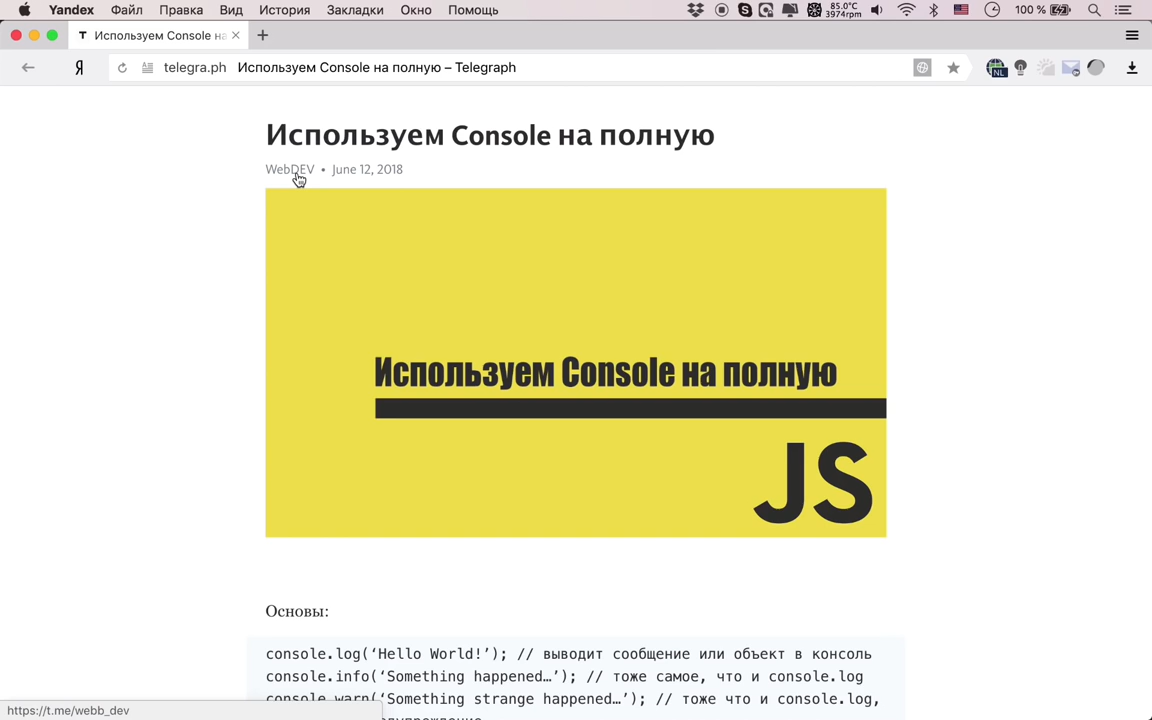 Yandex Файл Правка Вид История Закладки Окно Помощь 85.0°C 3974rpm 100 %
T Используем Console на
Я telegra.ph Используем Console на полную – Telegraph NL
Используем Console на полную
WebDEV • June 12, 2018
Используем Console на полную
JS
Основы:
console.log(‘Hello World!’); // выводит сообщение или объект в консоль
console.info(‘Something happened…’); // тоже самое, что и console.log
console.warn(‘Something strange happened…’); // тоже что и console.log,
https://t.me/webb_dev